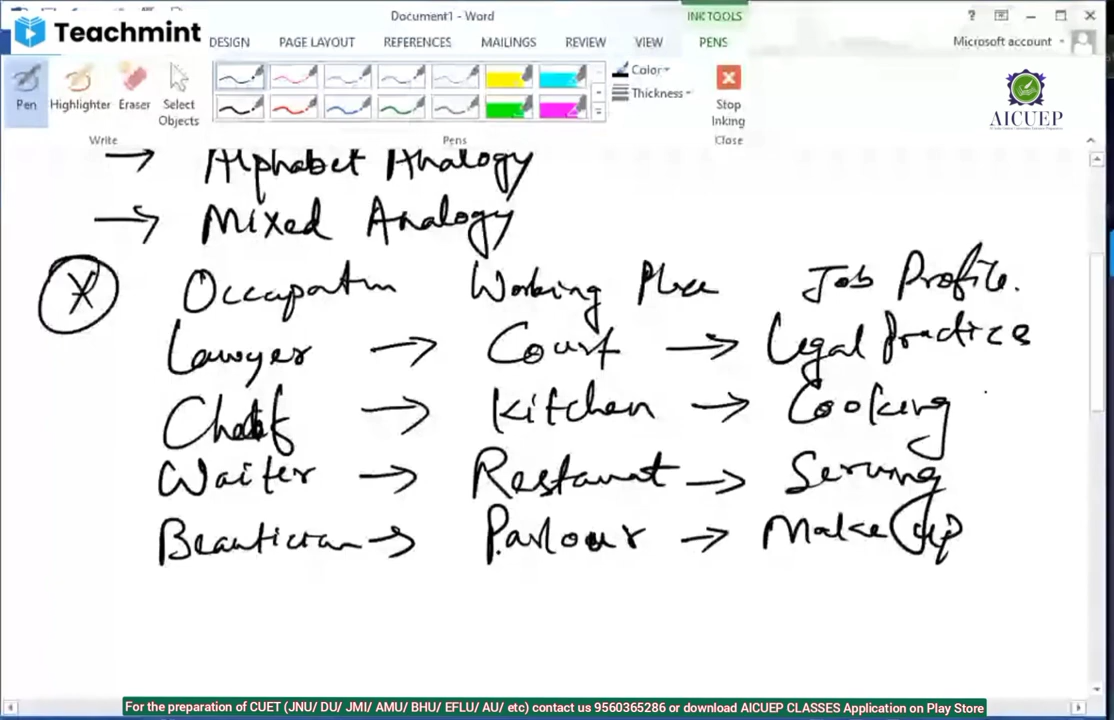 Document1 - Word
INK TOOLS
Teachmint
DESIGN PAGE LAYOUT REFERENCES MAILINGS REVIEW VIEW PENS
Microsoft account
Pen Highlighter Eraser Select Objects
Color
Thickness
Stop Inking
AICUEP
Write Pens Close
→ Alphabet Analogy
→ Mixed Analogy
Working Place Job Profile.
Lawyer → Court → Legal Practice
→ Kitchen → Cooking
Waiter → → Serving
Beautician → Parlour → Make up
For the preparation of CUET (JNU/ DU/ JMI/ AMU/ BHU/ EFLU/ AU/ etc) contact us 9560365286 or download AICUEP CLASSES Application on Play Store